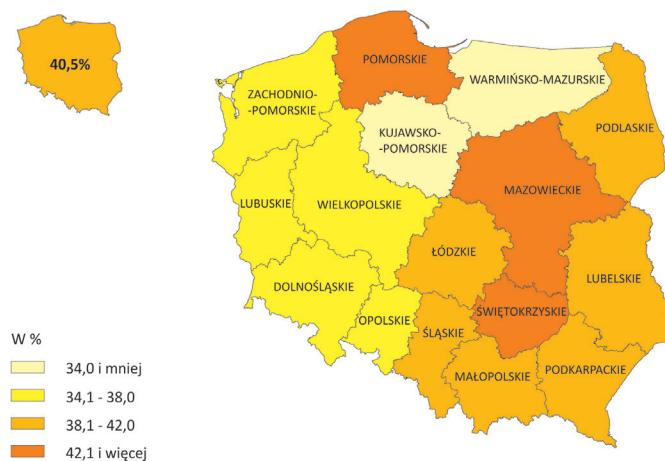 40,5%
POMORSKIE
WARMIŃSKO-MAZURSKIE
ZACHODNIO-
-POMORSKIE
KUJAWSKO-
-POMORSKIE
PODLASKIE
MAZOWIECKIE
LUBUSKIE
WIELKOPOLSKIE
ŁÓDZKIE
LUBELSKIE
DOLNOŚLĄSKIE
OPOLSKIE
ŚWIĘTOKRZYSKIE
ŚLĄSKIE
MAŁOPOLSKIE
PODKARPACKIE
W %
34,0 i mniej
34,1 - 38,0
38,1 - 42,0
42,1 i więcej